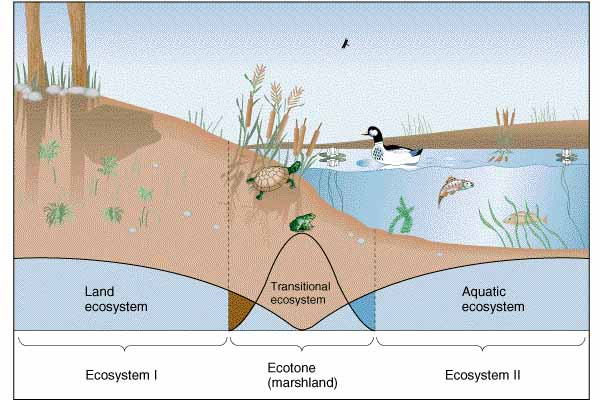 Land
ecosystem
Transitional
ecosystem
Aquatic
ecosystem
Ecosystem I
Ecotone
(marshland)
Ecosystem II